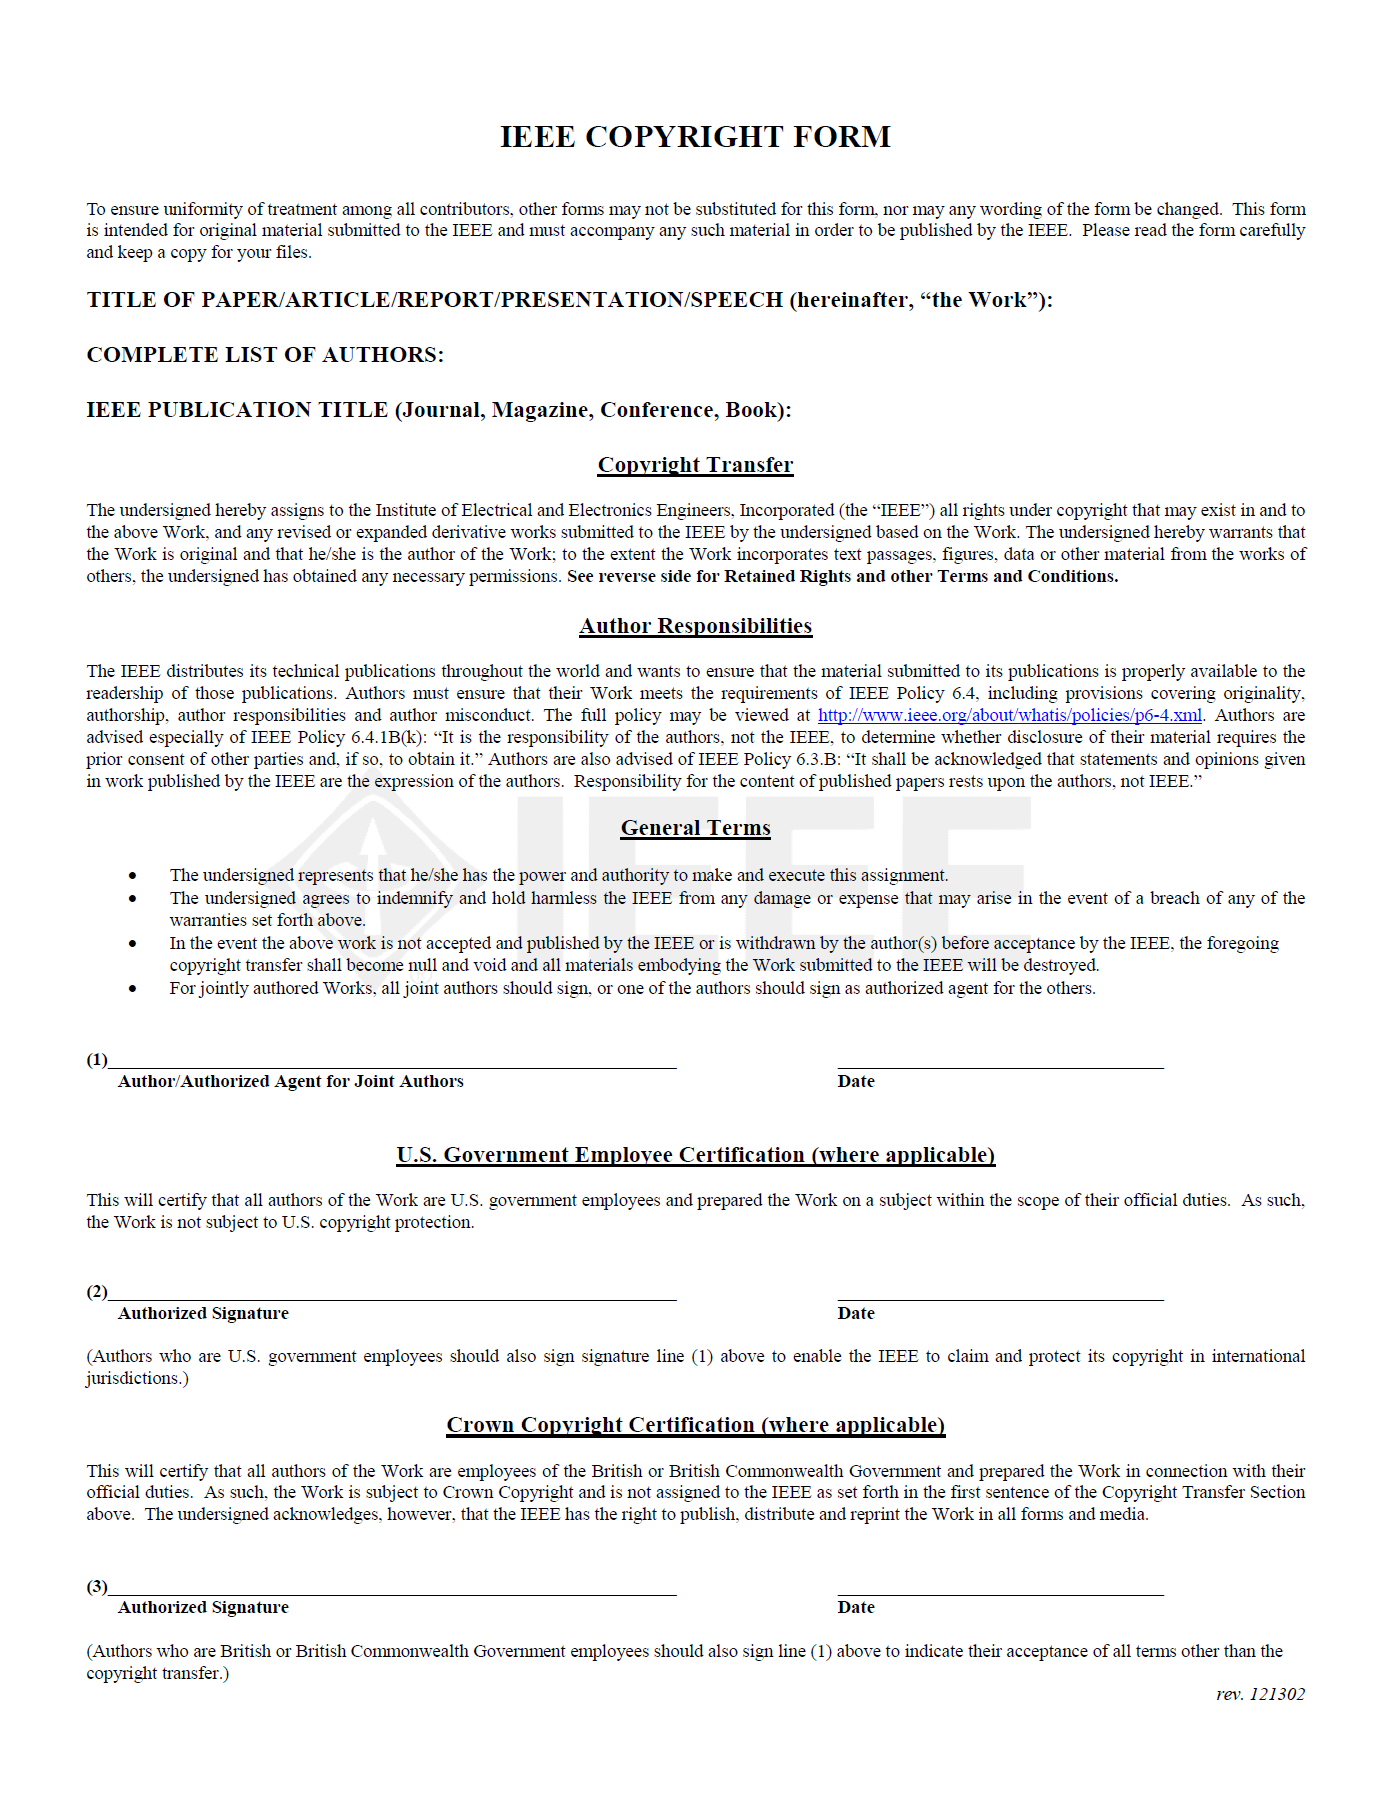 IEEE COPYRIGHT FORM
To ensure uniformity of treatment among all contributors, other forms may not be substituted for this form, nor may any wording of the form be changed.  This form
is intended for original material submitted to the IEEE and must accompany any such material in order to be published by the IEEE.  Please read the form carefully
and keep a copy for your files.
TITLE OF PAPER/ARTICLE/REPORT/PRESENTATION/SPEECH (hereinafter, “the Work”):
COMPLETE LIST OF AUTHORS:
IEEE PUBLICATION TITLE (Journal, Magazine, Conference, Book):
Copyright Transfer
The undersigned hereby assigns to the Institute of Electrical and Electronics Engineers, Incorporated (the “IEEE”) all rights under copyright that may exist in and to
the above Work, and any revised or expanded derivative works submitted to the IEEE by the undersigned based on the Work. The undersigned hereby warrants that
the Work is original and that he/she is the author of the Work; to the extent the Work incorporates text passages, figures, data or other material from the works of
others, the undersigned has obtained any necessary permissions. See reverse side for Retained Rights and other Terms and Conditions.
Author Responsibilities
The IEEE distributes its technical publications throughout the world and wants to ensure that the material submitted to its publications is properly available to the
readership of those publications. Authors must ensure that their Work meets the requirements of IEEE Policy 6.4, including provisions covering originality,
authorship, author responsibilities and author misconduct. The full policy may be viewed at http://www.ieee.org/about/whatis/policies/p6-4.xml. Authors are
advised especially of IEEE Policy 6.4.1B(k): “It is the responsibility of the authors, not the IEEE, to determine whether disclosure of their material requires the
prior consent of other parties and, if so, to obtain it.” Authors are also advised of IEEE Policy 6.3.B: “It shall be acknowledged that statements and opinions given
in work published by the IEEE are the expression of the authors.  Responsibility for the content of published papers rests upon the authors, not IEEE.”
IEEE
General Terms
• The undersigned represents that he/she has the power and authority to make and execute this assignment.
• The undersigned agrees to indemnify and hold harmless the IEEE from any damage or expense that may arise in the event of a breach of any of the
warranties set forth above.
• In the event the above work is not accepted and published by the IEEE or is withdrawn by the author(s) before acceptance by the IEEE, the foregoing
copyright transfer shall become null and void and all materials embodying the Work submitted to the IEEE will be destroyed.
• For jointly authored Works, all joint authors should sign, or one of the authors should sign as authorized agent for the others.
(1)
Author/Authorized Agent for Joint Authors Date
U.S. Government Employee Certification (where applicable)
This will certify that all authors of the Work are U.S. government employees and prepared the Work on a subject within the scope of their official duties.  As such,
the Work is not subject to U.S. copyright protection.
(2)
Authorized Signature Date
(Authors who are U.S. government employees should also sign signature line (1) above to enable the IEEE to claim and protect its copyright in international
jurisdictions.)
Crown Copyright Certification (where applicable)
This will certify that all authors of the Work are employees of the British or British Commonwealth Government and prepared the Work in connection with their
official duties.  As such, the Work is subject to Crown Copyright and is not assigned to the IEEE as set forth in the first sentence of the Copyright Transfer Section
above.  The undersigned acknowledges, however, that the IEEE has the right to publish, distribute and reprint the Work in all forms and media.
(3)
Authorized Signature Date
(Authors who are British or British Commonwealth Government employees should also sign line (1) above to indicate their acceptance of all terms other than the
copyright transfer.)
rev. 121302